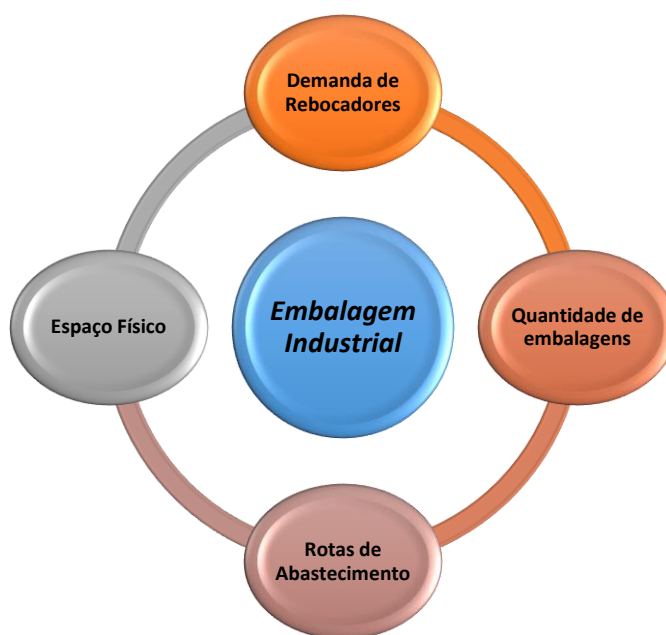 Demanda de
Rebocadores
Espaço Físico
Embalagem
Industrial
Quantidade de
embalagens
Rotas de
Abastecimento